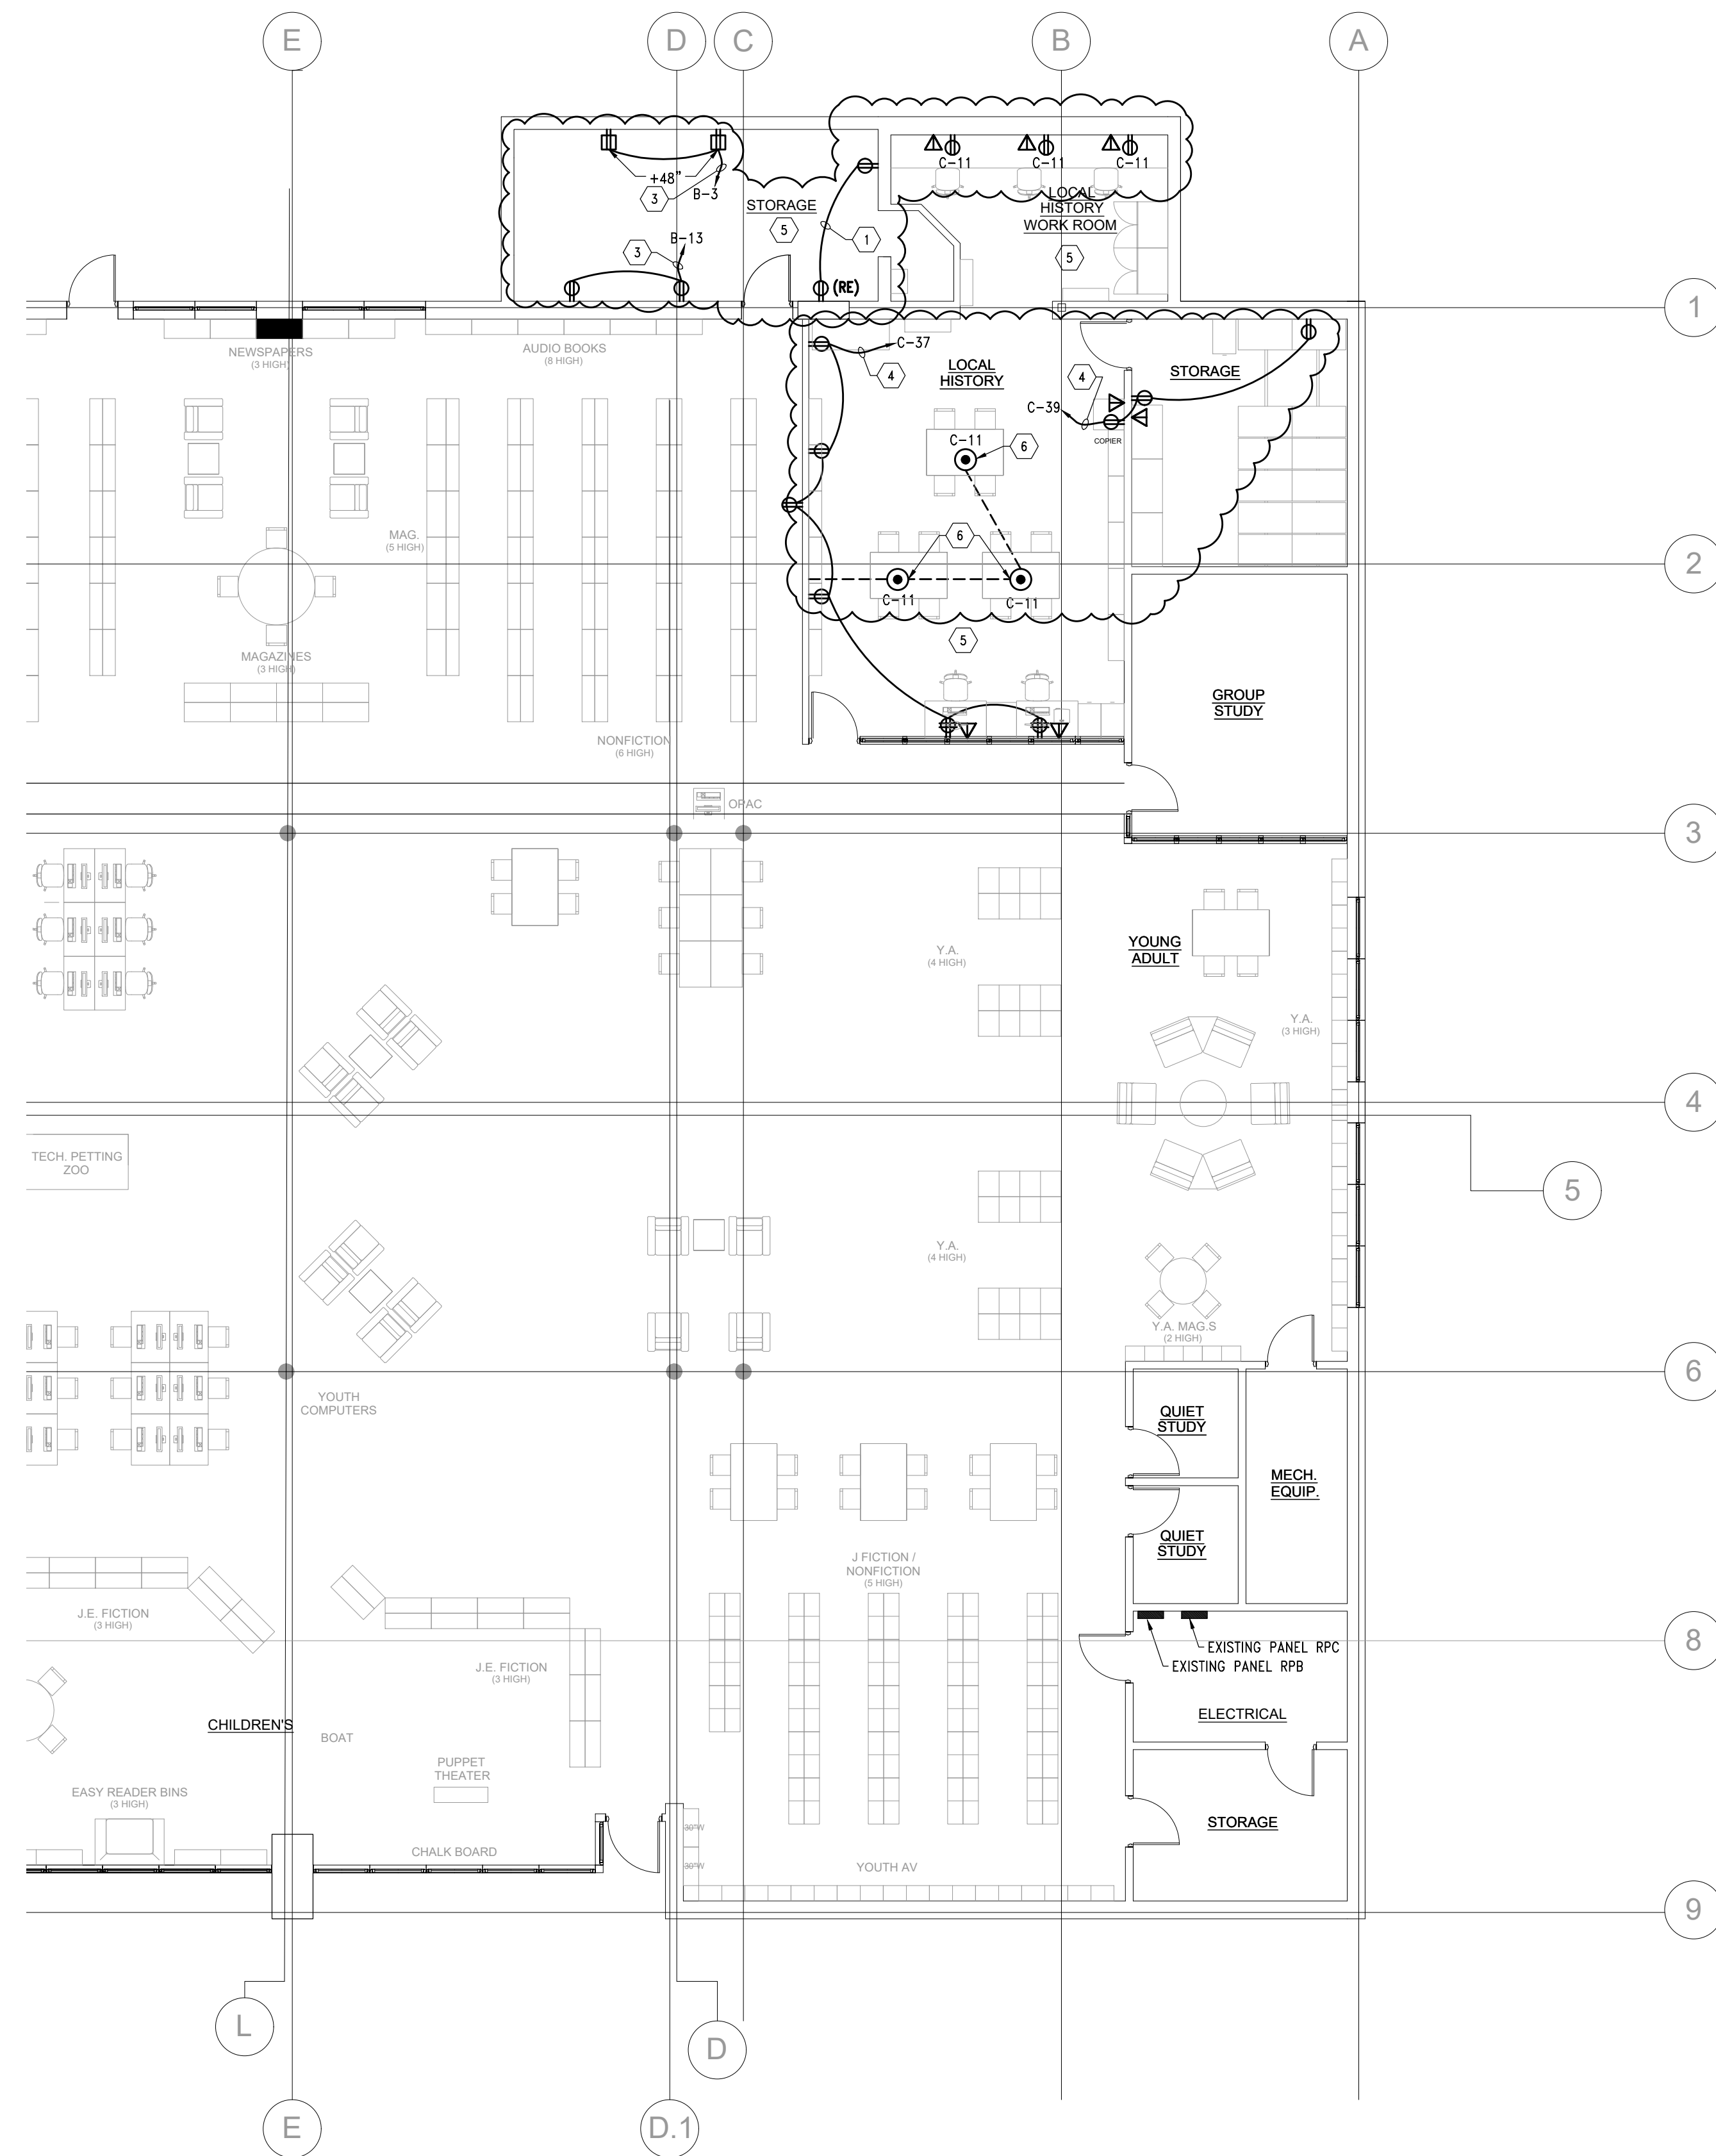 E
D
C
B
A
+48"
3
B-3
STORAGE
5
1
B-13
3
(RE)
C-11
C-11
C-11
LOCAL
HISTORY
WORK ROOM
5
1
NEWSPAPERS
(3 HIGH)
AUDIO BOOKS
(8 HIGH)
C-37
4
LOCAL
HISTORY
4
C-39
STORAGE
COPIER
C-11
6
MAG.
(5 HIGH)
6
2
C-11
C-11
5
MAGAZINES
(3 HIGH)
GROUP
STUDY
NONFICTION
(6 HIGH)
OPAC
3
YOUNG
ADULT
Y.A.
(4 HIGH)
Y.A.
(3 HIGH)
4
TECH. PETTING
ZOO
5
Y.A.
(4 HIGH)
Y.A. MAG.S
(2 HIGH)
6
YOUTH
COMPUTERS
QUIET
STUDY
MECH.
EQUIP.
QUIET
STUDY
J FICTION /
NONFICTION
(5 HIGH)
J.E. FICTION
(3 HIGH)
8
EXISTING PANEL RPC
EXISTING PANEL RPB
J.E. FICTION
(3 HIGH)
ELECTRICAL
CHILDREN'S
BOAT
PUPPET
THEATER
EASY READER BINS
(3 HIGH)
STORAGE
30"W
CHALK BOARD
30"W
YOUTH AV
9
L
D
E
D.1